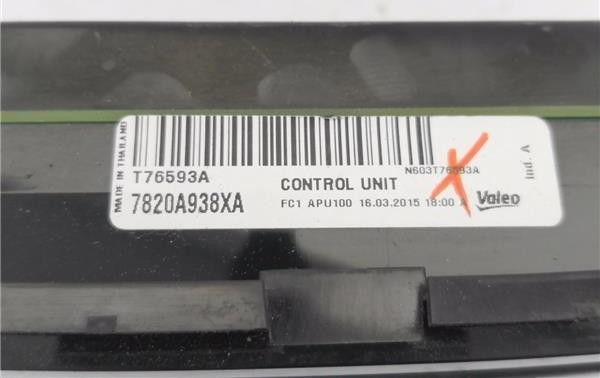 MADE IN THAILAND
N603T76593A
T76593A
CONTROL UNIT
7820A938XA
FC1 APU100 16.03.2015 18:00 A
Valeo
Ind. A